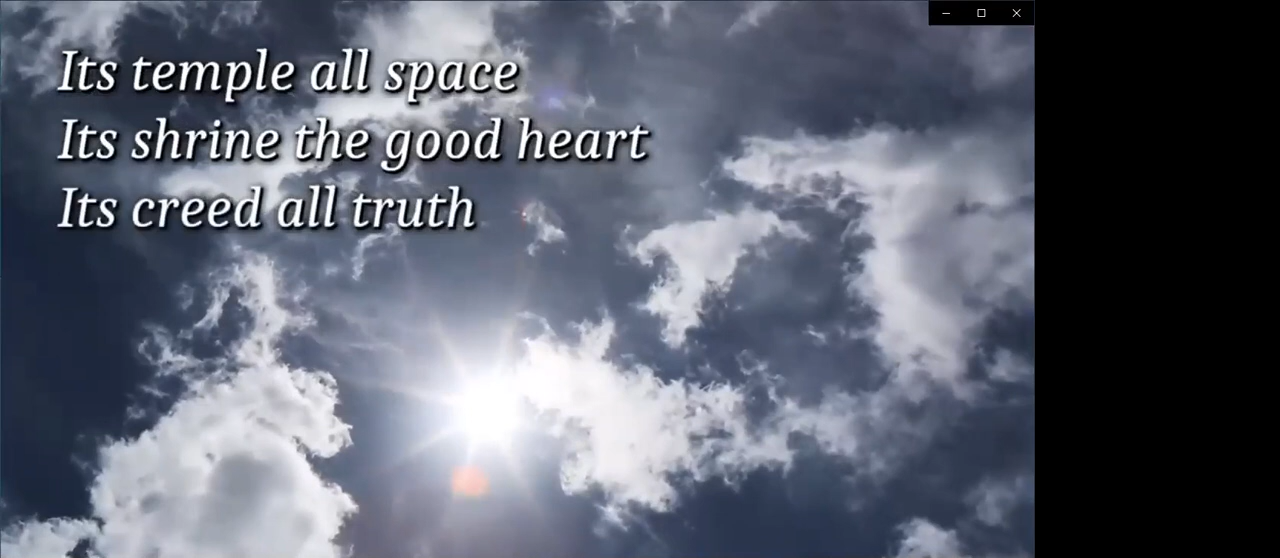 Its temple all space
Its shrine the good heart
Its creed all truth